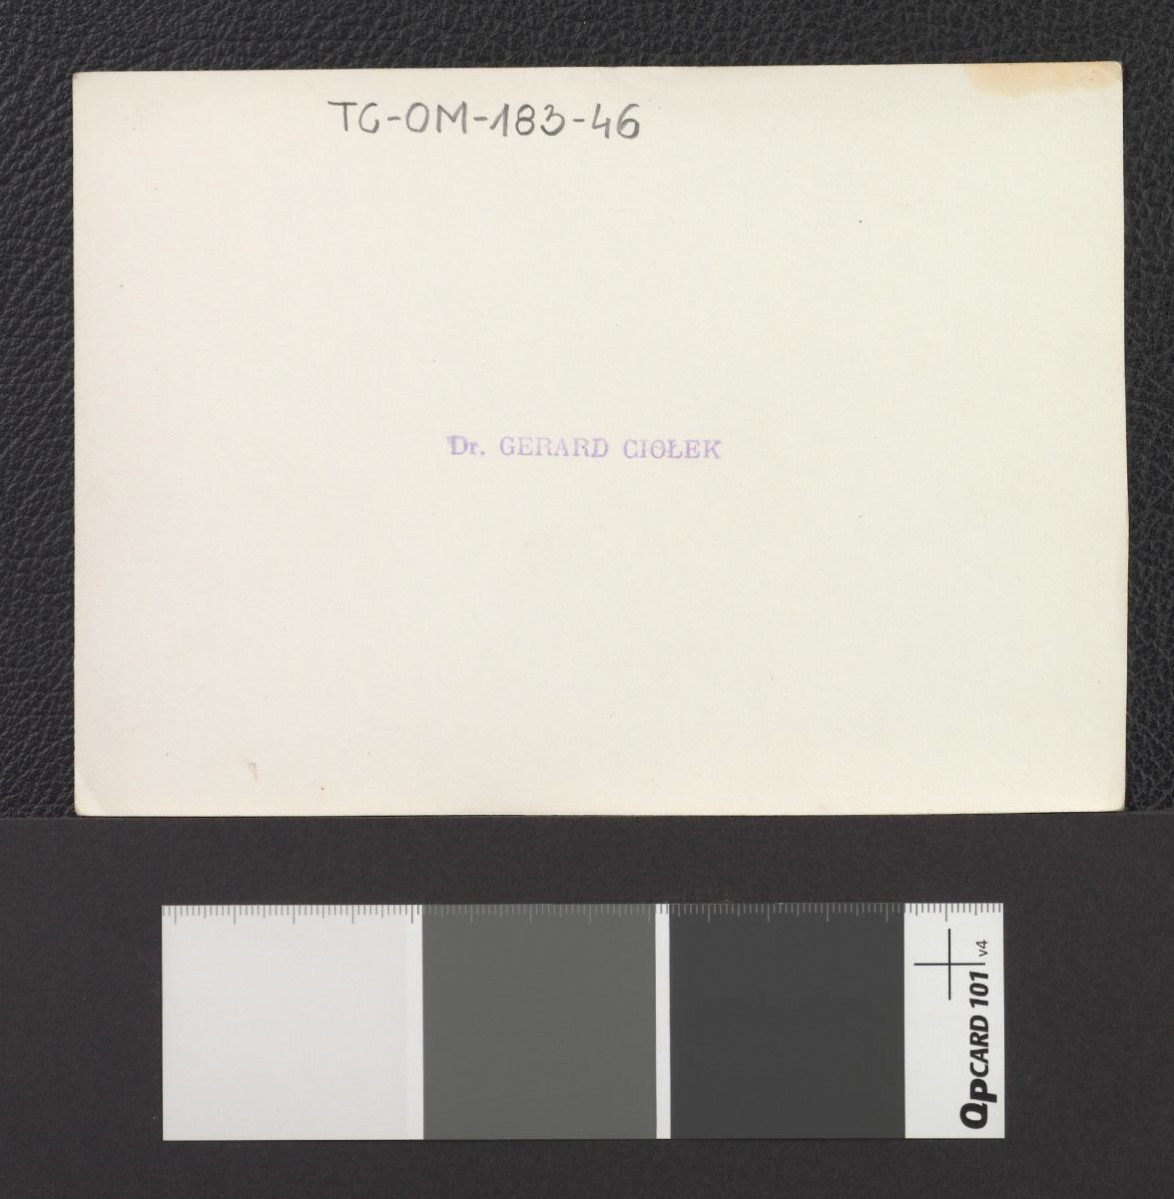 TG-OM-183-46
Dr. GERARD CIOŁEK
QPCARD 101 v4